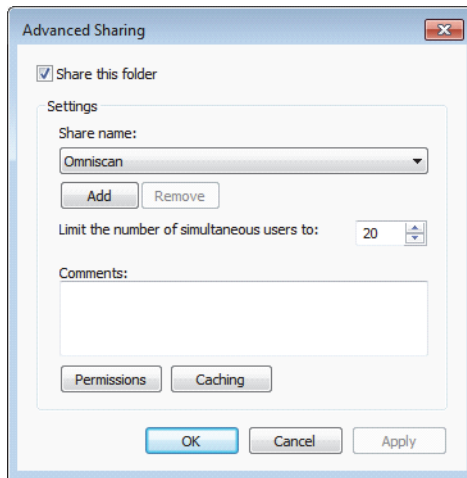 Advanced Sharing
Share this folder
Settings
Share name:
Omniscan
Add Remove
Limit the number of simultaneous users to: 20
Comments:
Permissions Caching
OK Cancel Apply